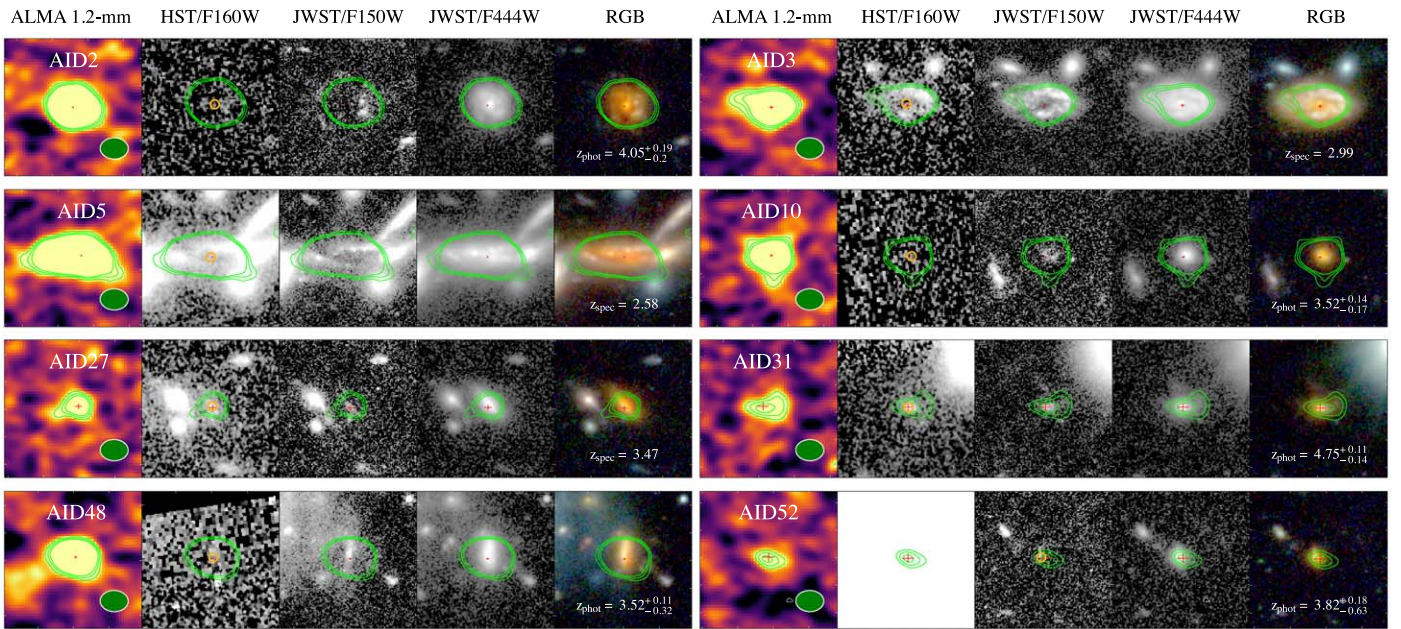 ALMA 1.2-mm HST/F160W JWST/F150W JWST/F444W RGB ALMA 1.2-mm HST/F160W JWST/F150W JWST/F444W RGB
AID2
z_phot = 4.05 +0.19 −0.2
AID3
z_spec = 2.99
AID5
z_spec = 2.58
AID10
z_phot = 3.52 +0.14 −0.17
AID27
z_spec = 3.47
AID31
z_phot = 4.75 +0.11 −0.14
AID48
z_phot = 3.52 +0.11 −0.32
AID52
z_phot = 3.82 +0.18 −0.63